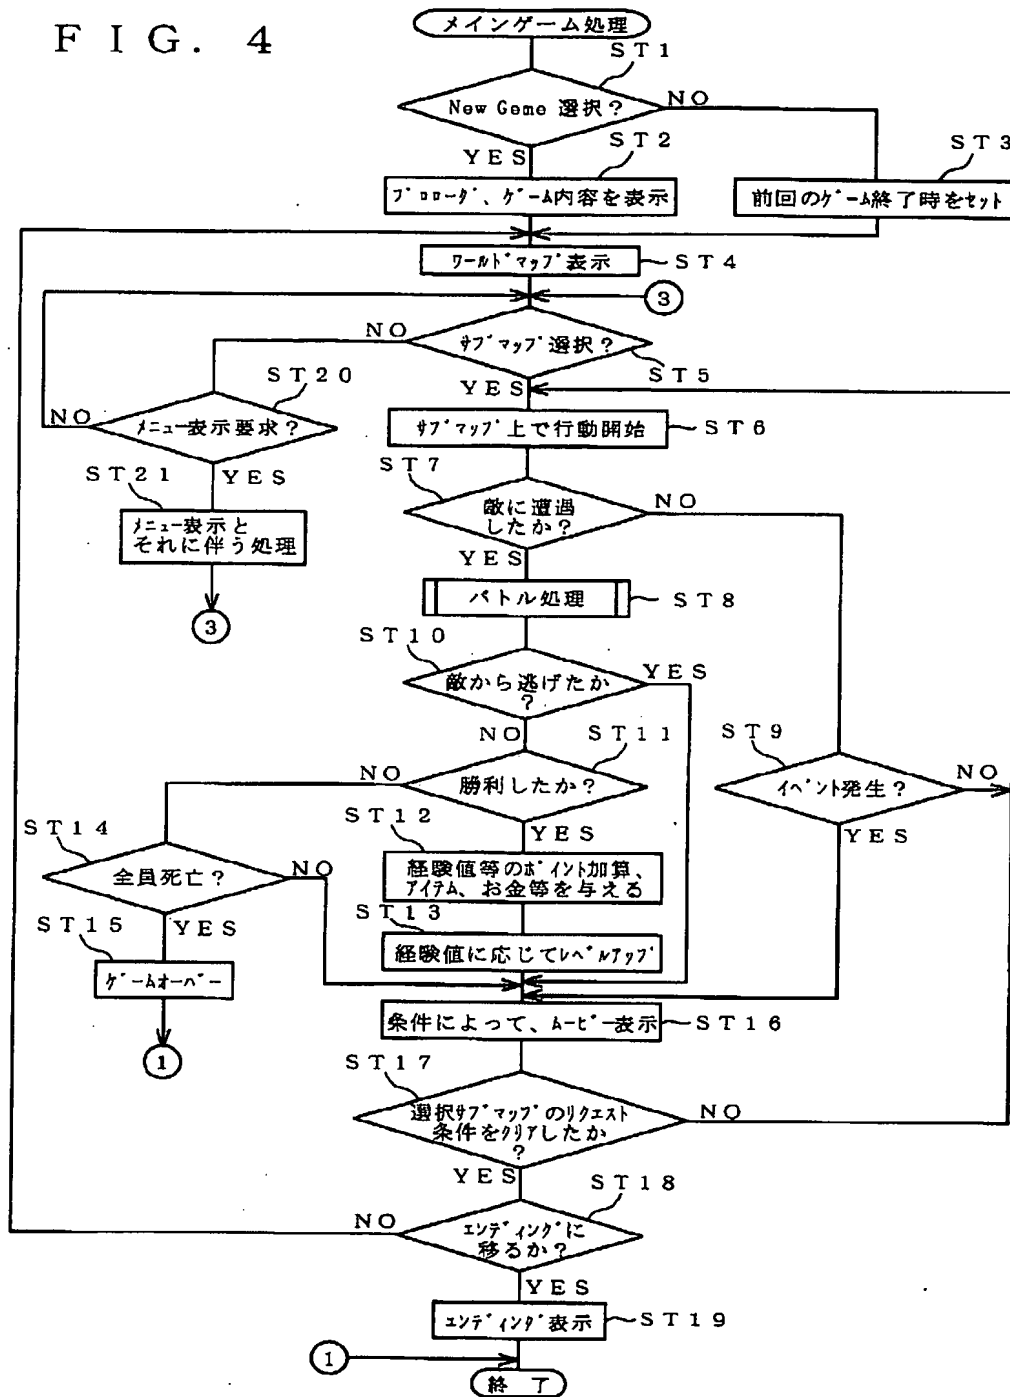 FIG. 4
メインゲーム処理
ST1
New Geme 選択?
NO
YES
ST2
ST3
プロローグ、ゲーム内容を表示
前回のゲーム終了時をセット
ワールドマップ表示
ST4
3
NO
サブマップ選択?
ST5
YES
ST20
NO
メニュー表示要求?
サブマップ上で行動開始
ST6
ST21
YES
ST7
メニュー表示と
それに伴う処理
敵に遭遇
したか?
NO
YES
3
バトル処理
ST8
ST10
敵から逃げたか
?
YES
NO
ST11
ST9
NO
勝利したか?
イベント発生?
NO
ST12
YES
YES
ST14
全員死亡?
NO
経験値等のポイント加算、
アイテム、お金等を与える
ST15
YES
ST13
ゲームオーバー
経験値に応じてレベルアップ
条件によって、ムービー表示
ST16
1
ST17
選択サブマップのリクエスト
条件をクリアしたか
?
NO
YES
ST18
NO
エンディングに
移るか?
YES
エンディング表示
ST19
1
終了